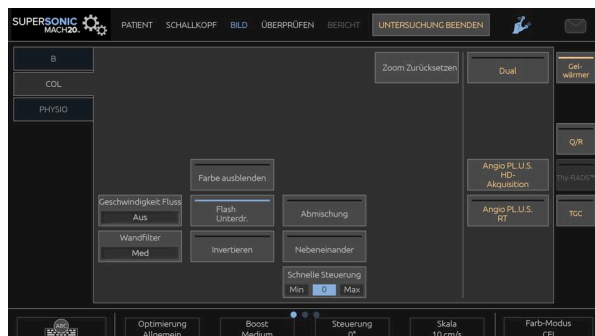 SUPERSONIC
MACH20
PATIENT SCHALLKOPF BILD ÜBERPRÜFEN BERICHT UNTERSUCHUNG BEENDEN
B
COL
PHYSIO
Zoom Zurücksetzen
Dual
Gel-
wärmer
Q/R
Farbe ausblenden
Angio PL.U.S.
HD-
Akquisition
Thy-RADS™
Geschwindigkeit Fluss
Aus
Flash
Unterdr.
Abmischung
Angio PL.U.S.
RT
TGC
Wandfilter
Med
Invertieren
Nebeneinander
Schnelle Steuerung
Min 0 Max
ABC
Optimierung
Allgemein
Boost
Medium
Steuerung
0°
Skala
10 cm/s
Farb-Modus
CFI